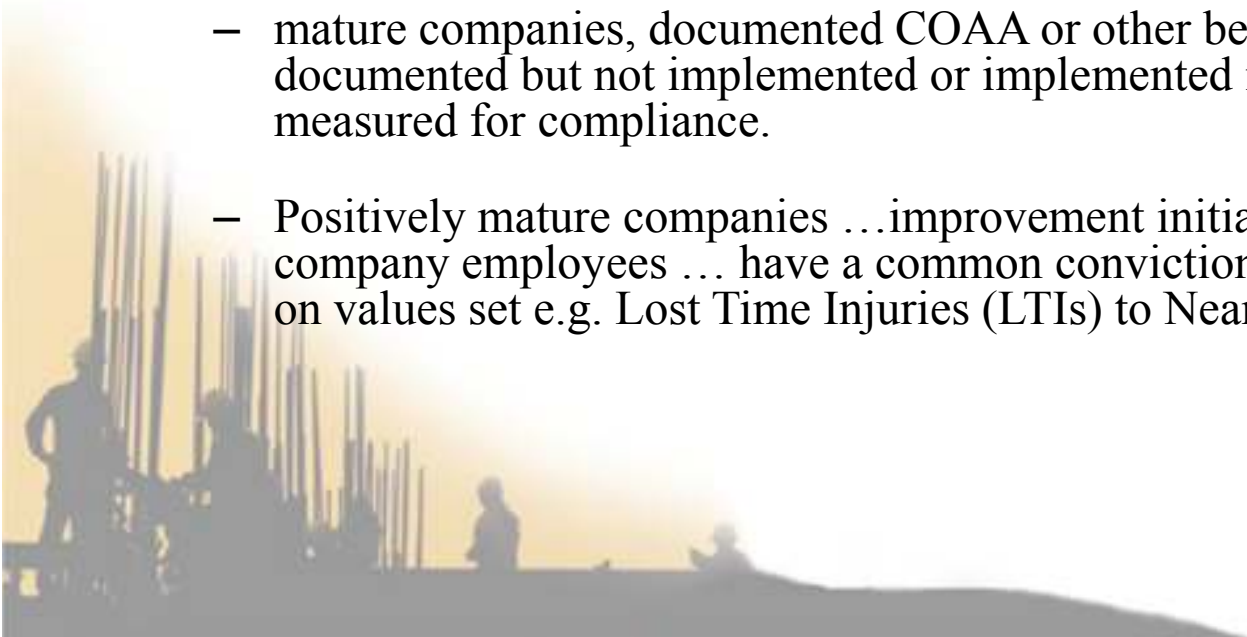 – mature companies, documented COAA or other be
documented but not implemented or implemented
measured for compliance.
– Positively mature companies …improvement initia
company employees … have a common conviction
on values set e.g. Lost Time Injuries (LTIs) to Near